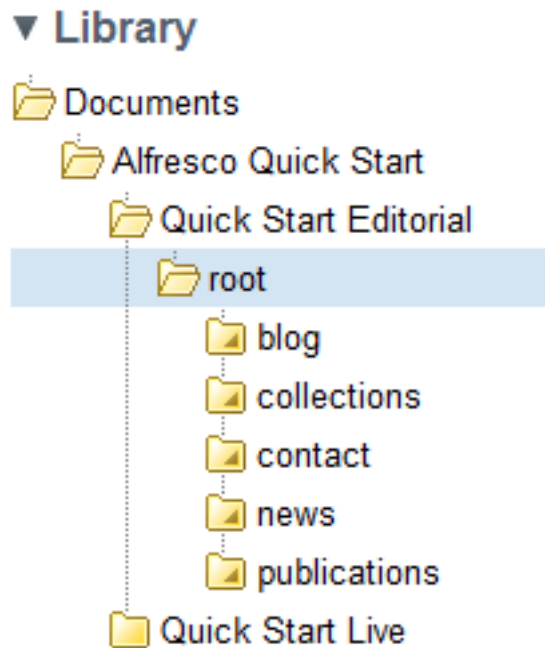 Library
Documents
Alfresco Quick Start
Quick Start Editorial
root
blog
collections
contact
news
publications
Quick Start Live